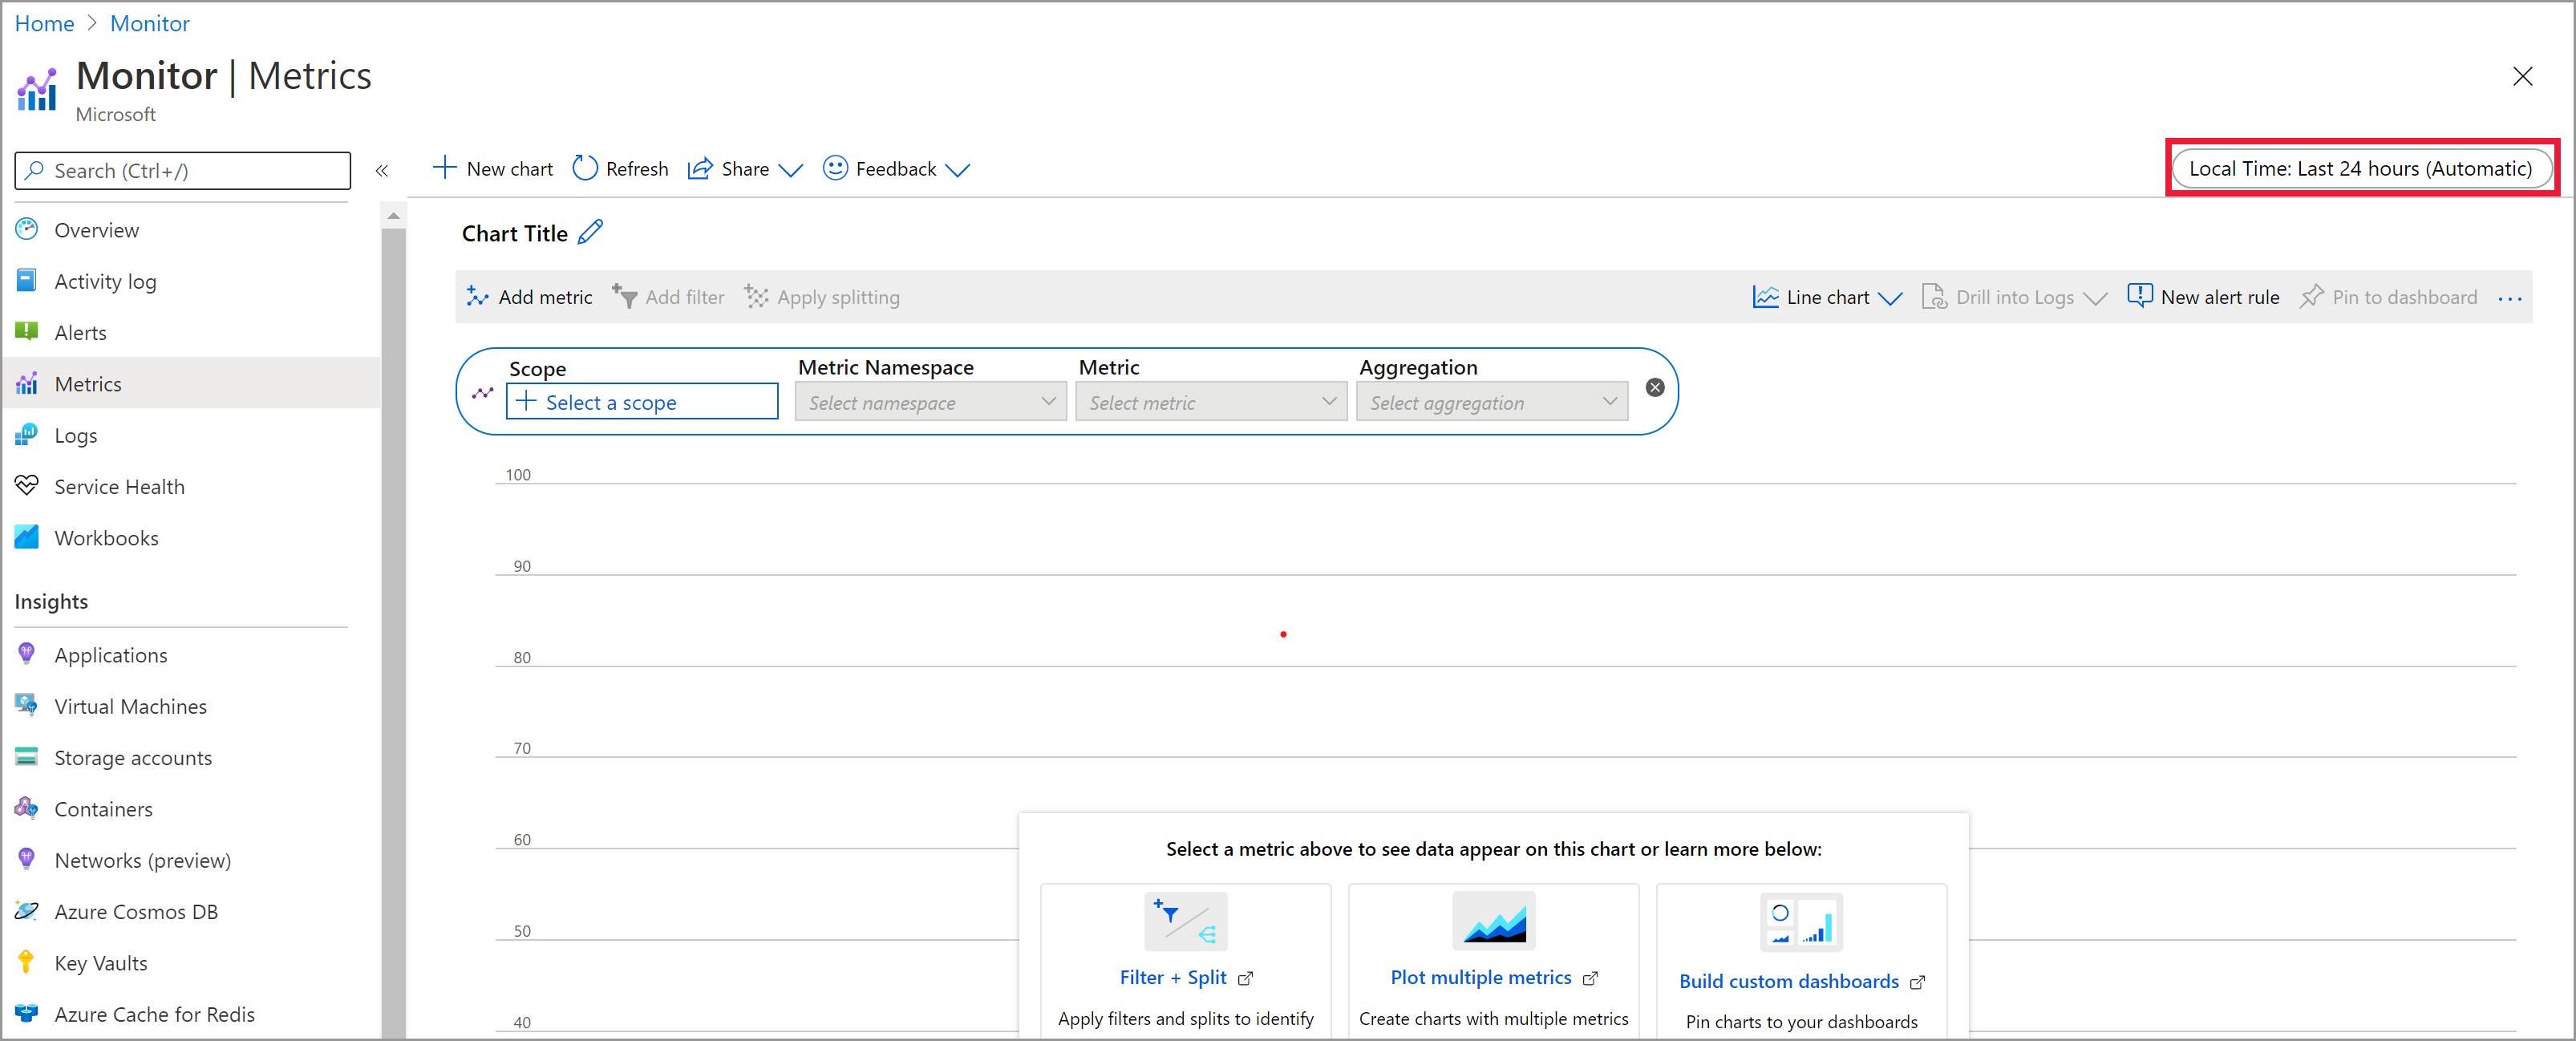 Home > Monitor
Monitor | Metrics
Microsoft
Search (Ctrl+/)
«
New chart
Refresh
Share
Feedback
Local Time: Last 24 hours (Automatic)
Overview
Activity log
Alerts
Metrics
Logs
Service Health
Workbooks
Insights
Applications
Virtual Machines
Storage accounts
Containers
Networks (preview)
Azure Cosmos DB
Key Vaults
Azure Cache for Redis
Chart Title
Add metric
Add filter
Apply splitting
Line chart
Drill into Logs
New alert rule
Pin to dashboard
...
Scope
Select a scope
Metric Namespace
Select namespace
Metric
Select metric
Aggregation
Select aggregation
100
90
80
70
60
50
40
Select a metric above to see data appear on this chart or learn more below:
Filter + Split
Apply filters and splits to identify
Plot multiple metrics
Create charts with multiple metrics
Build custom dashboards
Pin charts to your dashboards